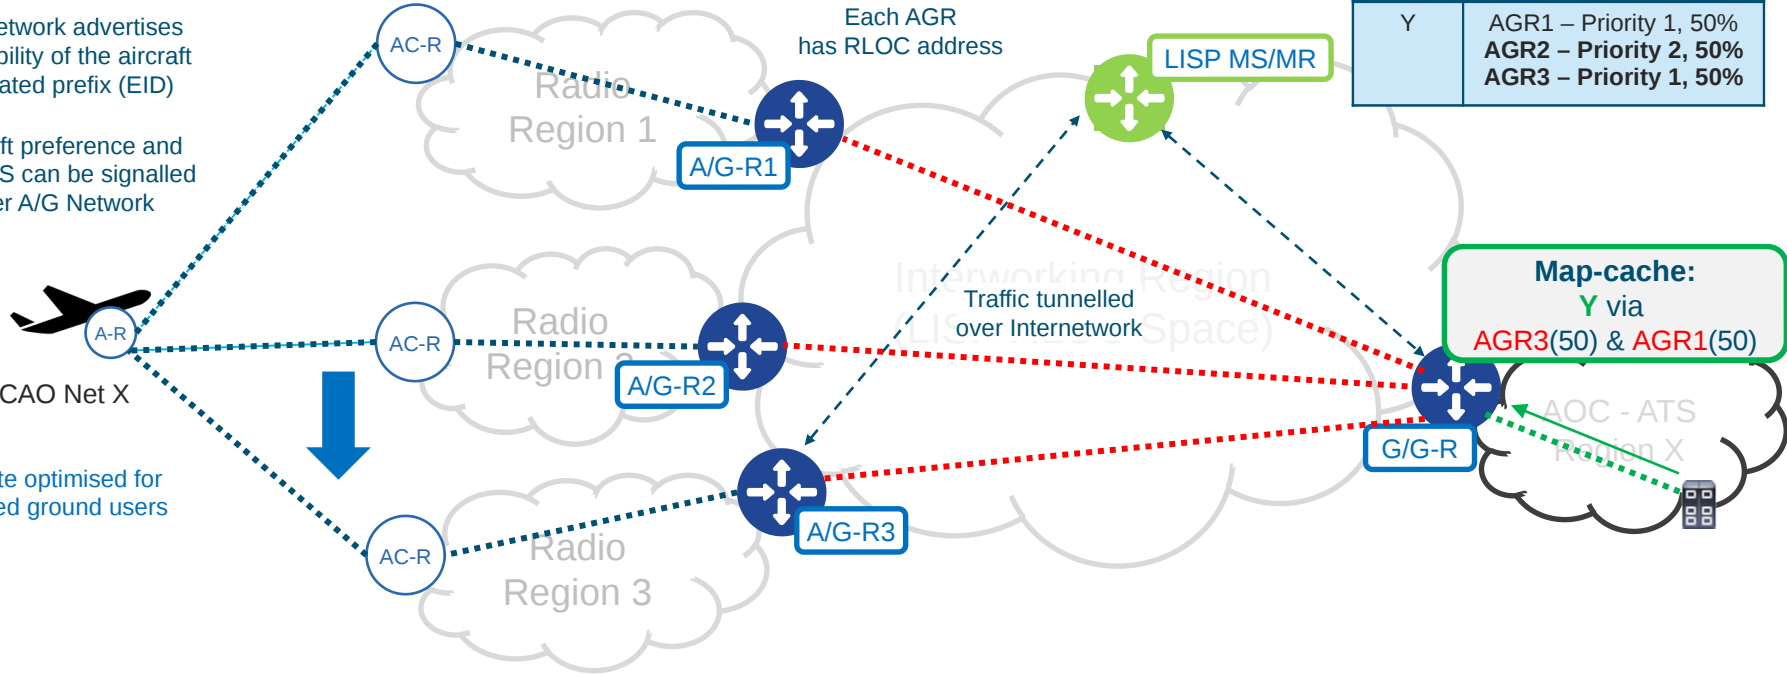 etwork advertises
bility of the aircraft
ated prefix (EID)
ft preference and
S can be signalled
er A/G Network
A-R
CAO Net X
te optimised for
ed ground users
AC-R
AC-R
AC-R
Radio
Region 1
A/G-R1
Radio
Region
A/G-R2
Radio
Region 3
A/G-R3
Each AGR
has RLOC address
LISP MS/MR
Interworking Region
(LISP Space)
Traffic tunnelled
over Internetwork
Y
AGR1 – Priority 1, 50%
AGR2 – Priority 2, 50%
AGR3 – Priority 1, 50%
Map-cache:
Y via
AGR3(50) & AGR1(50)
G/G-R
AOC - ATS
Region X